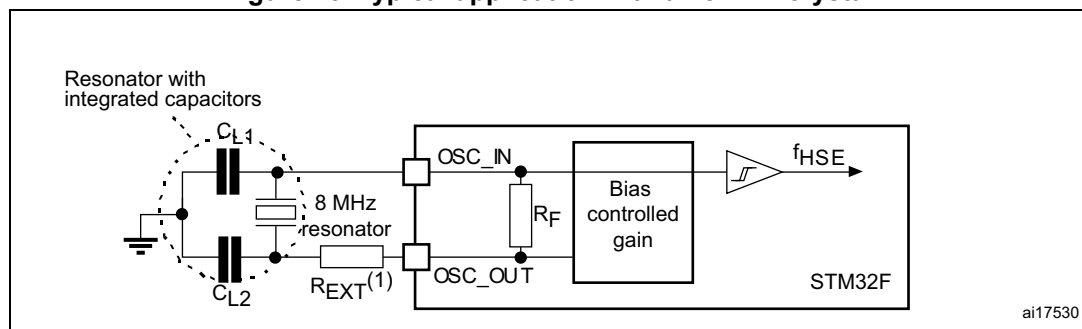 Resonator with
integrated capacitors
CL1
OSC_IN
fHSE
8 MHz
resonator
RF
Bias
controlled
gain
REXT(1)
OSC_OUT
STM32F
CL2
ai17530